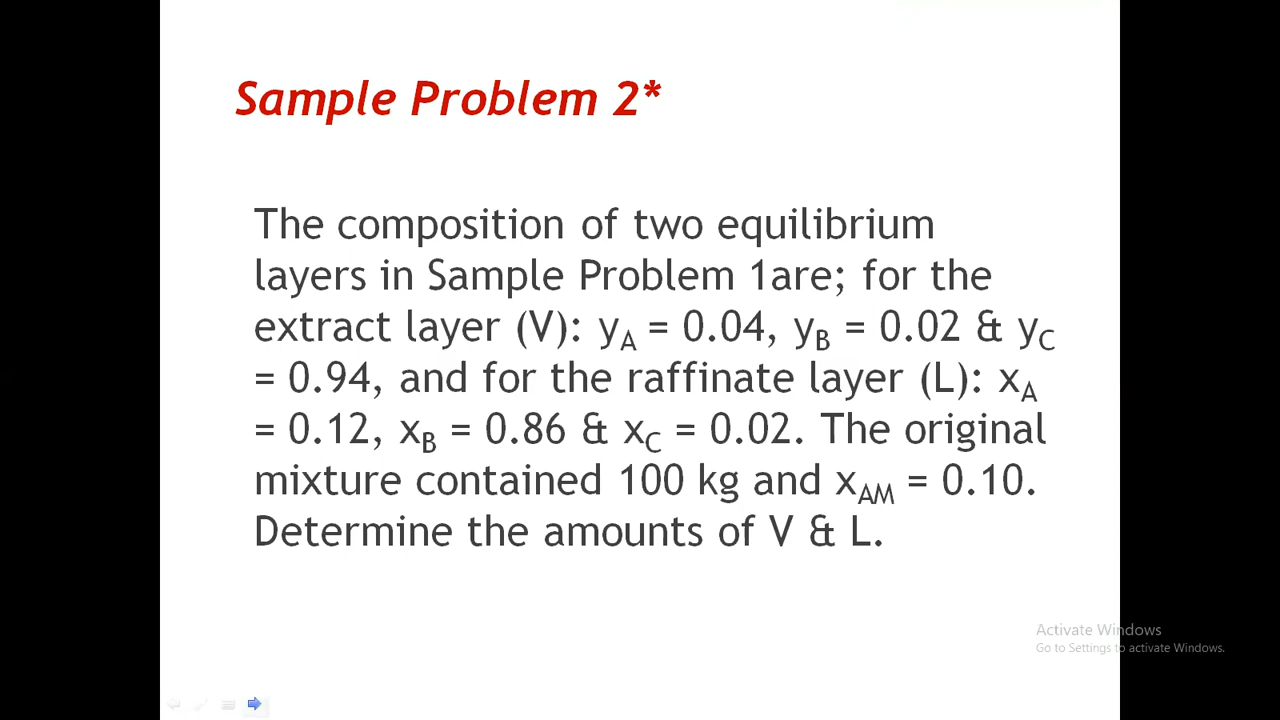 Sample Problem 2*
The composition of two equilibrium
layers in Sample Problem 1are; for the
extract layer (V): yA = 0.04, yB = 0.02 & yC
= 0.94, and for the raffinate layer (L): xA
= 0.12, xB = 0.86 & xC = 0.02. The original
mixture contained 100 kg and xAM = 0.10.
Determine the amounts of V & L.
Activate Windows
Go to Settings to activate Windows.